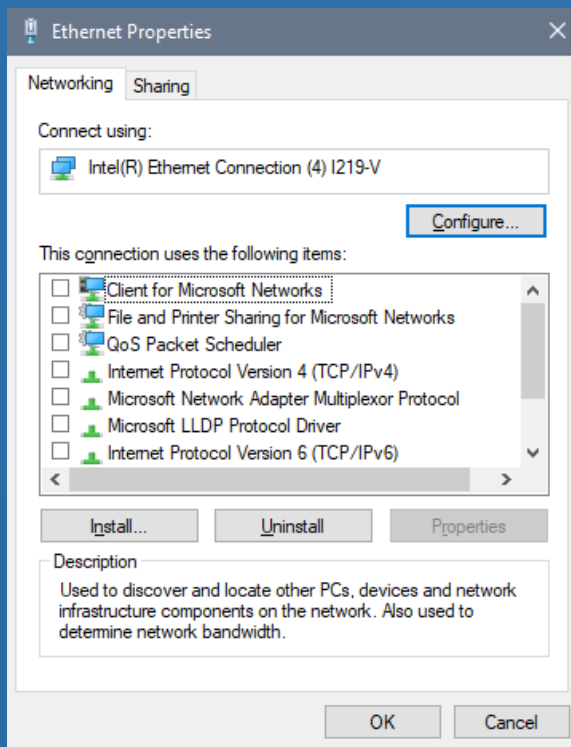 Ethernet Properties
Networking
Sharing
Connect using:
Intel(R) Ethernet Connection (4) I219-V
Configure...
This connection uses the following items:
Client for Microsoft Networks
File and Printer Sharing for Microsoft Networks
QoS Packet Scheduler
Internet Protocol Version 4 (TCP/IPv4)
Microsoft Network Adapter Multiplexor Protocol
Microsoft LLDP Protocol Driver
Internet Protocol Version 6 (TCP/IPv6)
Install...
Uninstall
Properties
Description
Used to discover and locate other PCs, devices and network
infrastructure components on the network. Also used to
determine network bandwidth.
OK
Cancel